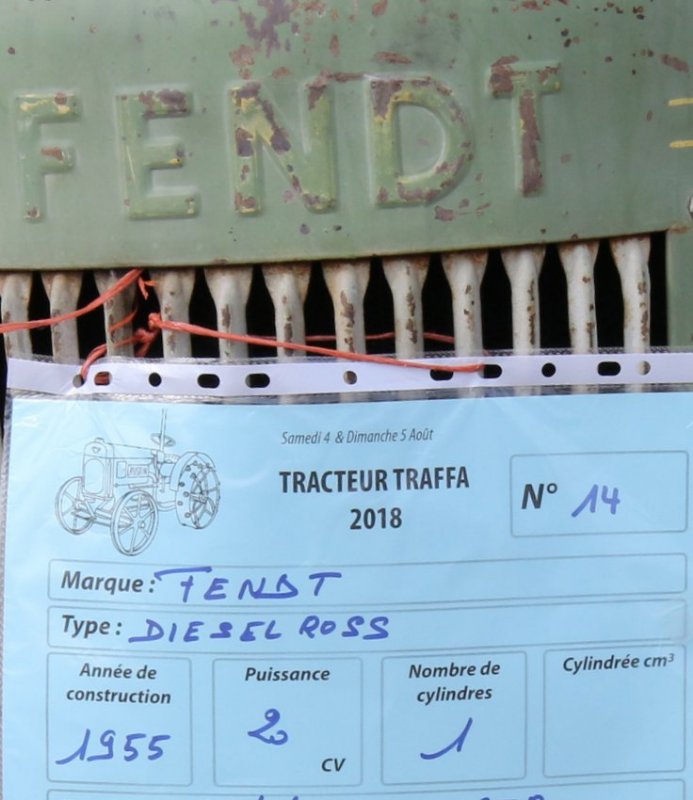 FENDT
Samedi 4 & Dimanche 5 Août
TRACTEUR TRAFFA
2018
N° 14
Marque: FENDT
Type: DIESEL ROSS
Année de construction
1955
Puissance
2 CV
Nombre de cylindres
1
Cylindrée cm³